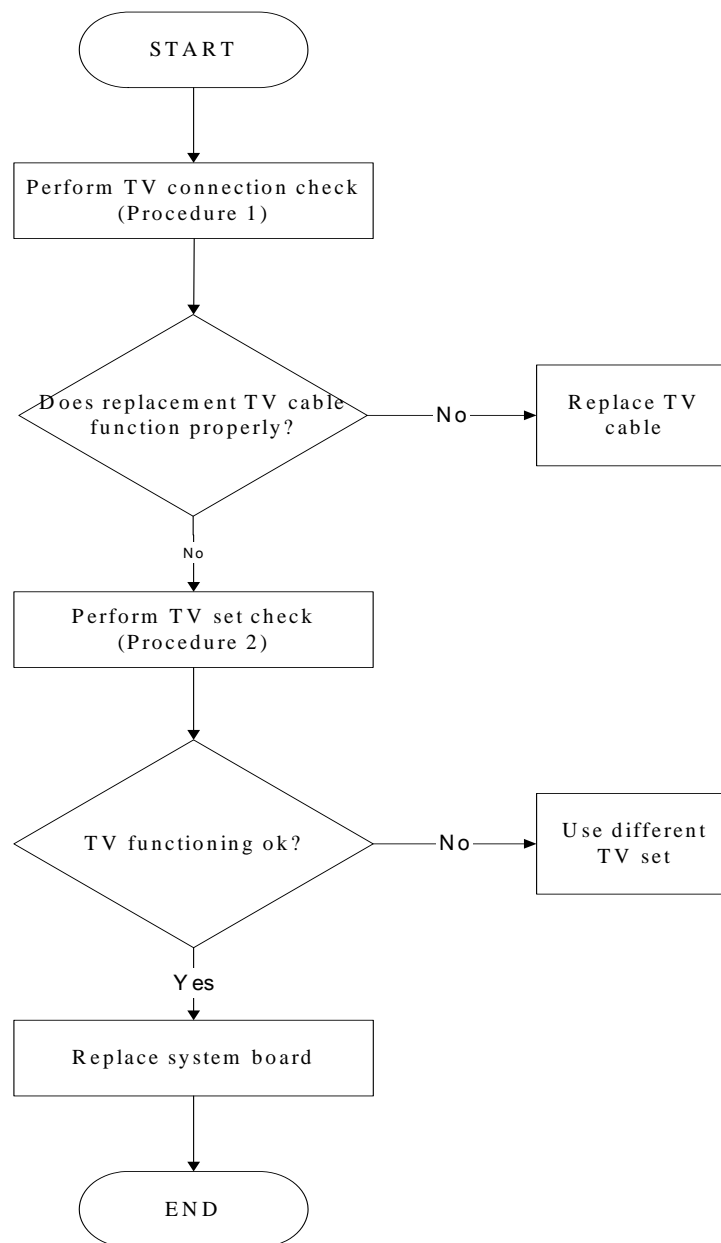 START
Perform TV connection check
(Procedure 1)
Does replacement TV cable
function properly?
No
Replace TV
cable
No
Perform TV set check
(Procedure 2)
TV functioning ok?
No
Use different
TV set
Yes
Replace system board
END